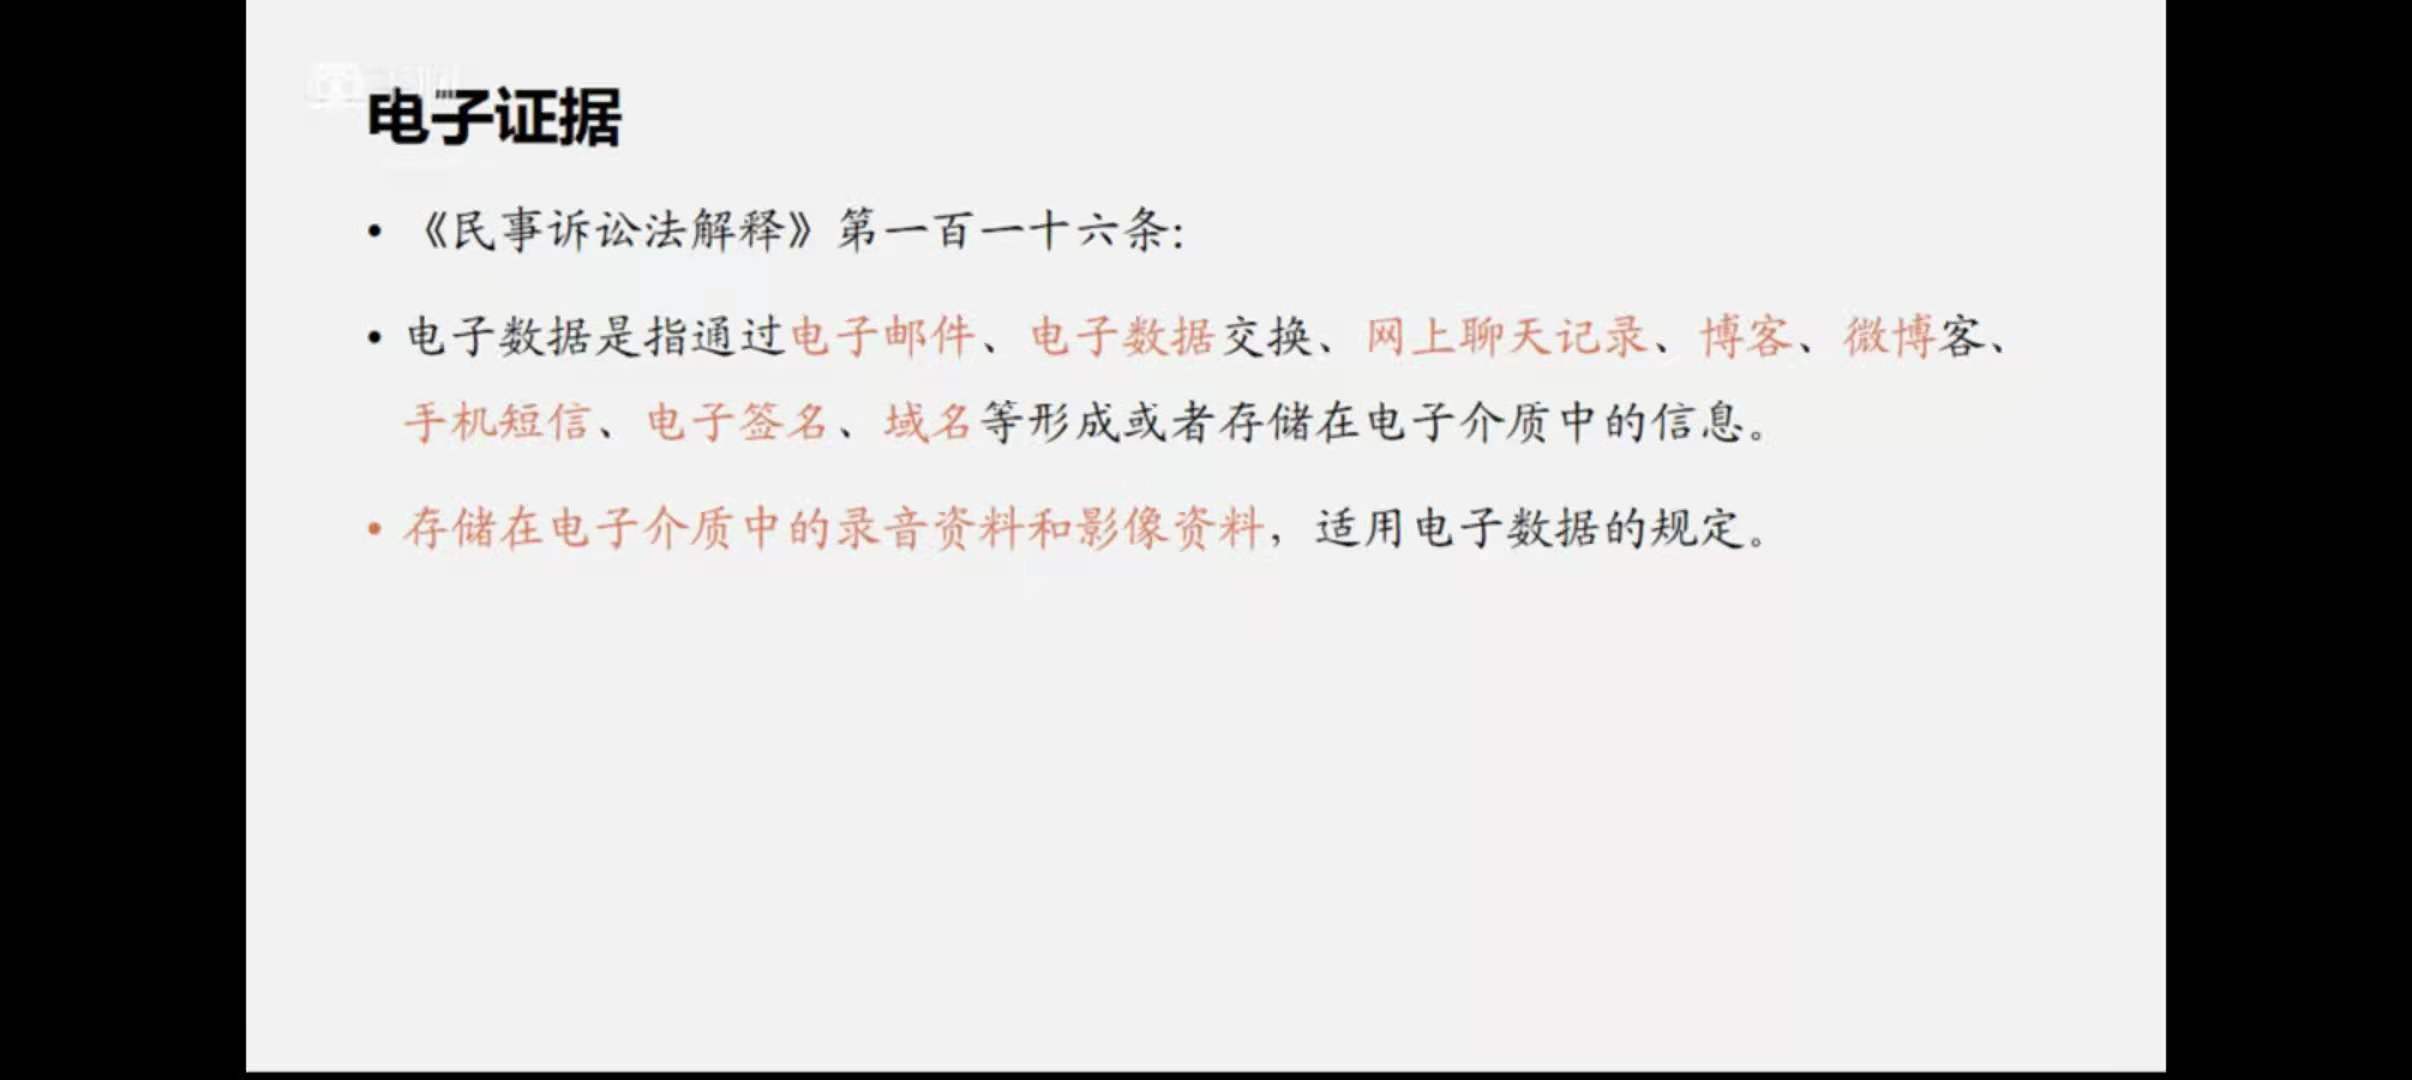 电子证据
• 《民事诉讼法解释》第一百一十六条：
• 电子数据是指通过电子邮件、电子数据交换、网上聊天记录、博客、微博客、
手机短信、电子签名、域名等形成或者存储在电子介质中的信息。
• 存储在电子介质中的录音资料和影像资料，适用电子数据的规定。